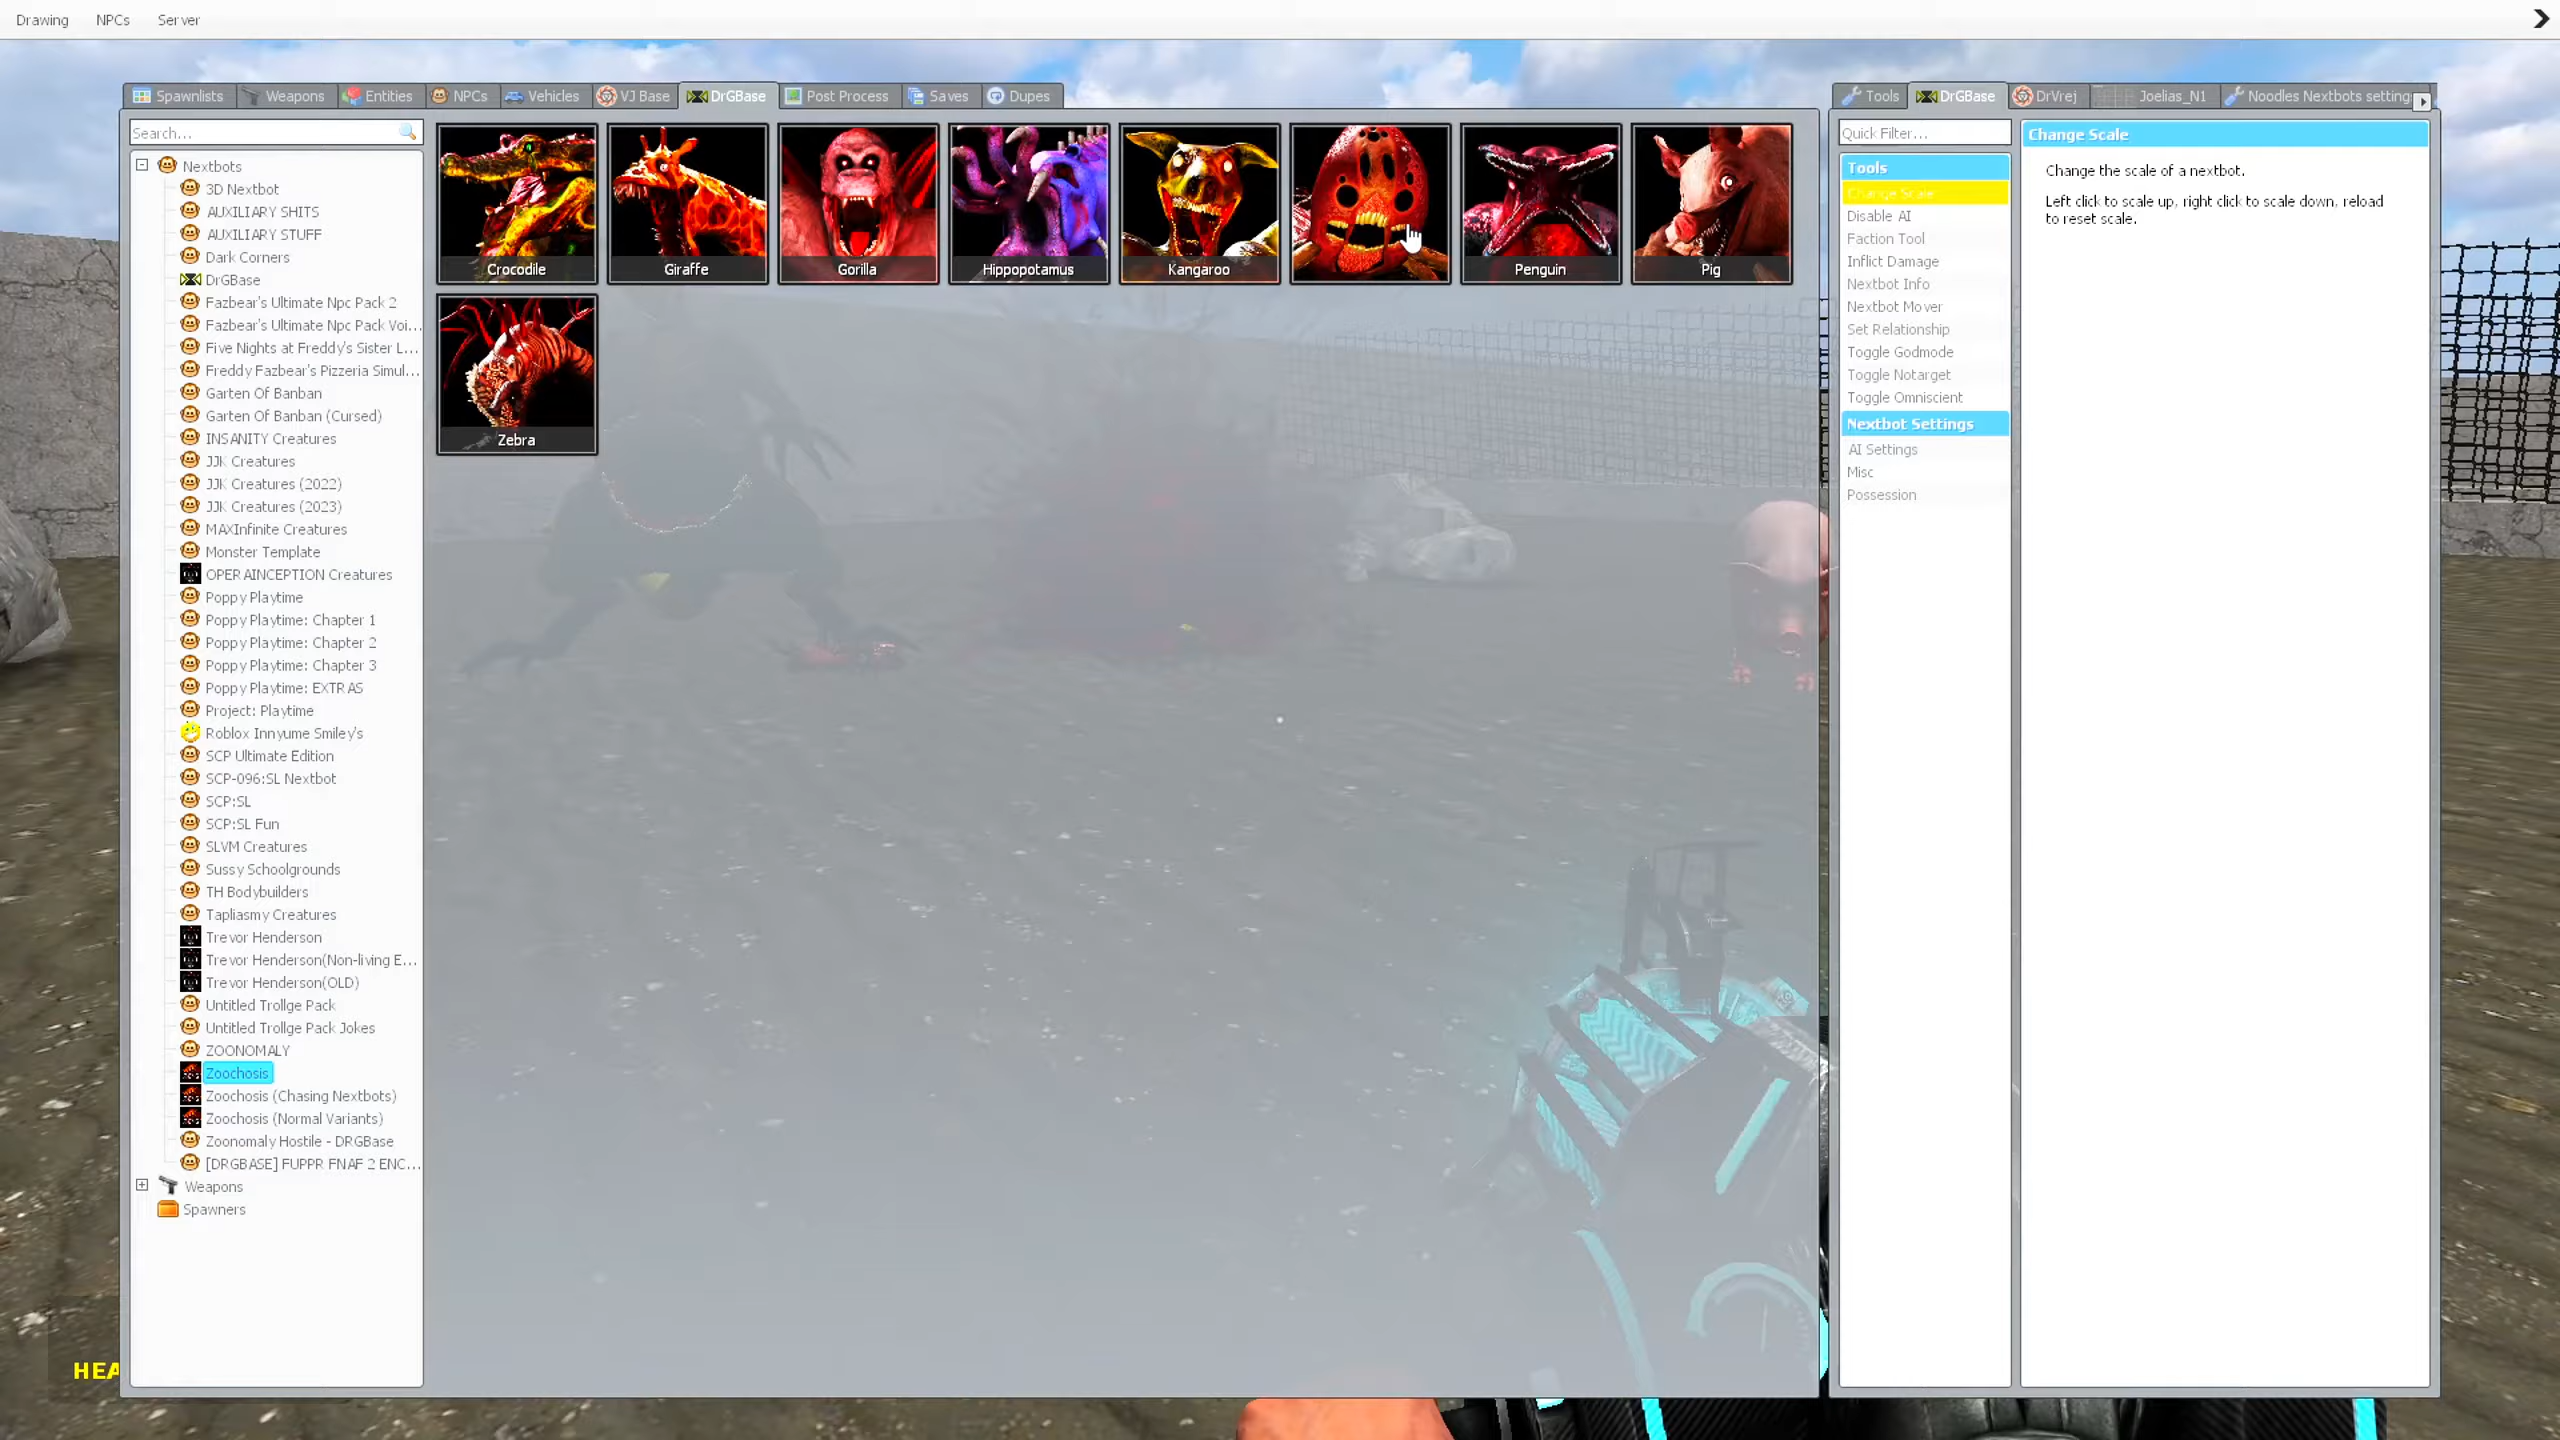 Drawing NPCs Server
Spawnlists Weapons Entities NPCs Vehicles VJ Base DrGBase Post Process Saves Dupes
Search...
Nextbots
3D Nextbot
AUXILIARY SHITS
AUXILIARY STUFF
Dark Corners
DrGBase
Fazbear's Ultimate Npc Pack 2
Fazbear's Ultimate Npc Pack Voi...
Five Nights at Freddy's Sister L...
Freddy Fazbear's Pizzeria Simul...
Garten Of Banban
Garten Of Banban (Cursed)
INSANITY Creatures
JJK Creatures
JJK Creatures (2022)
JJK Creatures (2023)
MAXInfinite Creatures
Monster Template
OPERAINCEPTION Creatures
Poppy Playtime
Poppy Playtime: Chapter 1
Poppy Playtime: Chapter 2
Poppy Playtime: Chapter 3
Poppy Playtime: EXTRAS
Project: Playtime
Roblox Innyume Smiley's
SCP Ultimate Edition
SCP-096:SL Nextbot
SCP:SL
SCP:SL Fun
SLVM Creatures
Sussy Schoolgrounds
TH Bodybuilders
Tapliasmy Creatures
Trevor Henderson
Trevor Henderson(Non-living E...
Trevor Henderson(OLD)
Untitled Trollge Pack
Untitled Trollge Pack Jokes
ZOONOMALY
Zoochosis
Zoochosis (Chasing Nextbots)
Zoochosis (Normal Variants)
Zoonomaly Hostile - DRGBase
[DRGBASE] FUPPR FNAF 2 ENC...
Weapons
Spawners
Crocodile Giraffe Gorilla Hippopotamus Kangaroo Penguin Pig
Zebra
Tools DrGBase DrVrej Joelias_N1 Noodles Nextbots setting
Quick Filter...
Tools
Change Scale
Disable AI
Faction Tool
Inflict Damage
Nextbot Info
Nextbot Mover
Set Relationship
Toggle Godmode
Toggle Notarget
Toggle Omniscient
Nextbot Settings
AI Settings
Misc
Possession
Change Scale
Change the scale of a nextbot.
Left click to scale up, right click to scale down, reload
to reset scale.
HEA